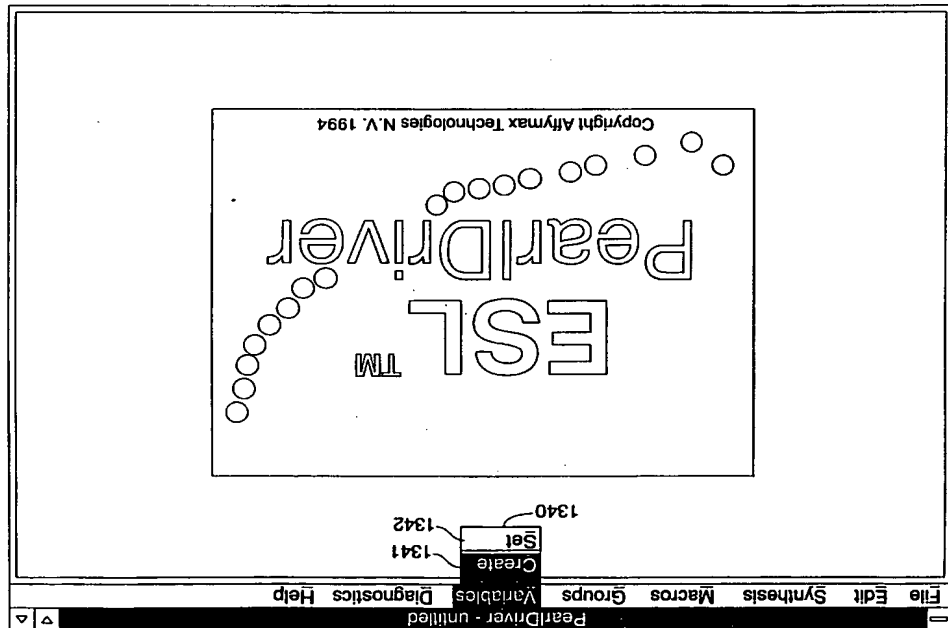 PearlDriver - untitled
File Edit Synthesis Macros Groups Variables Diagnostics Help
Create 1341
Set 1342
1340
ESL TM
PearlDriver
Copyright Affymax Technologies N.V. 1994